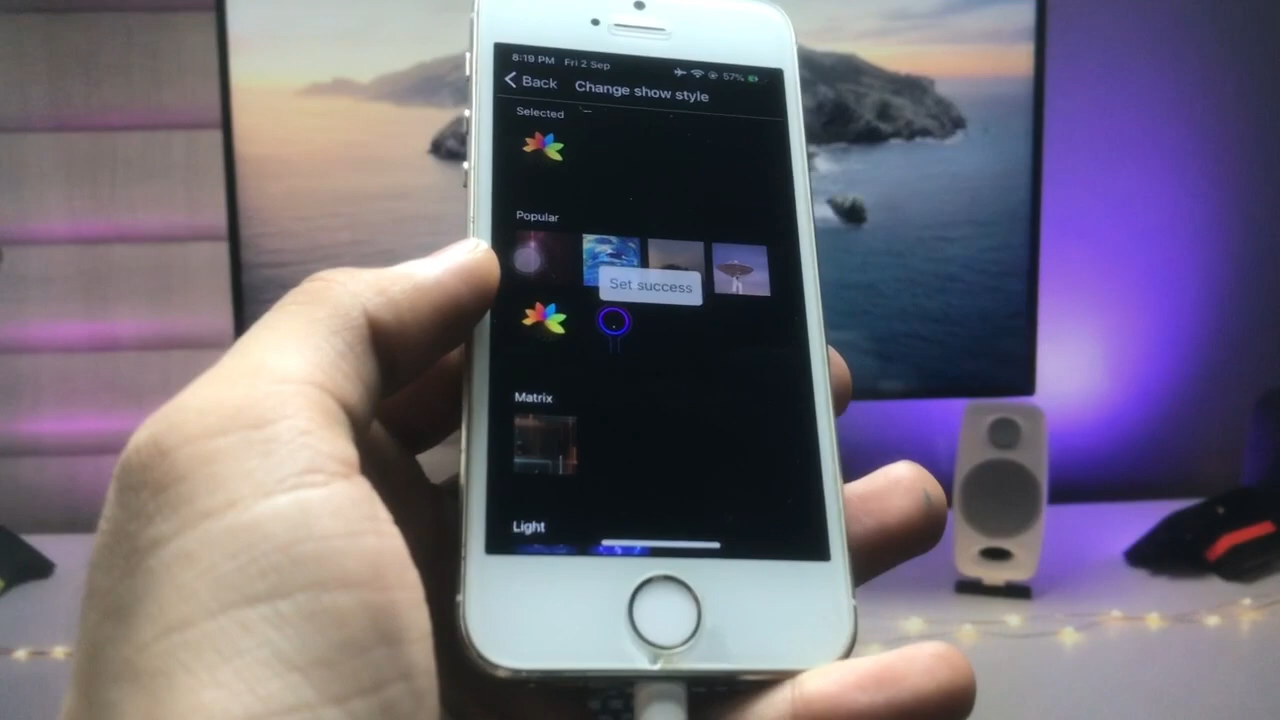 8:19 PM Fri 2 Sep 57%
Back Change show style
Selected
Popular
Set success
Matrix
Light